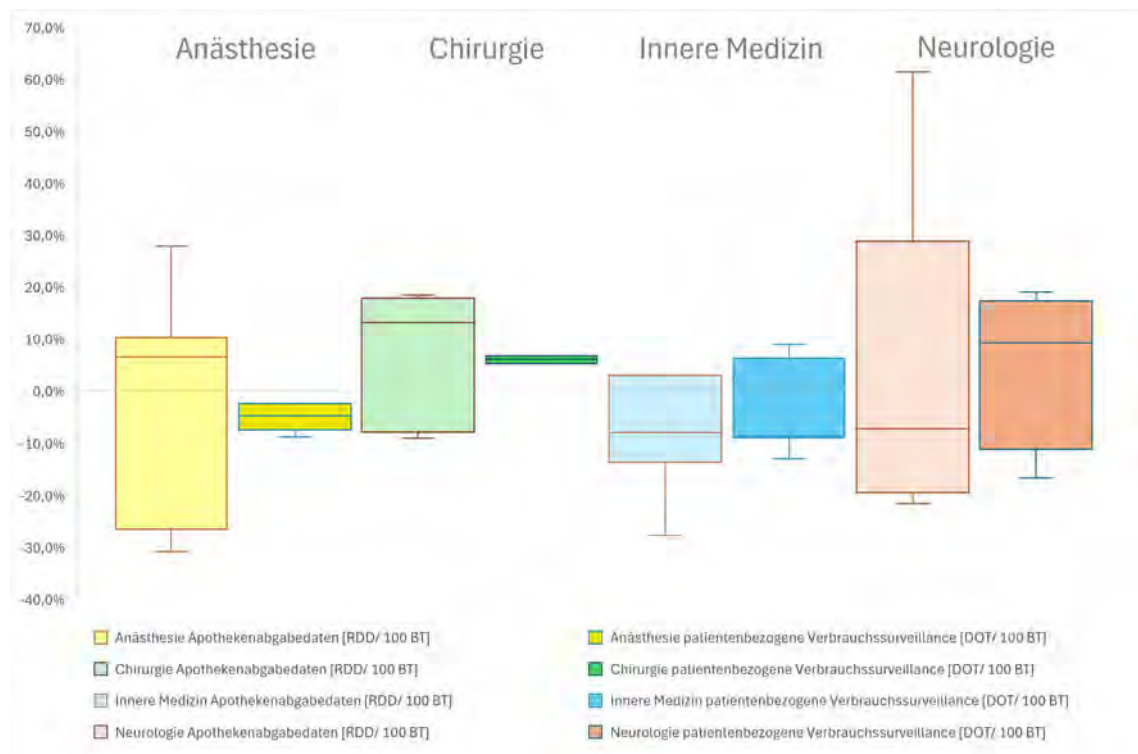 70,0%
Anästhesie Chirurgie Innere Medizin Neurologie
60,0%
50,0%
40,0%
30,0%
20,0%
10,0%
0,0%
-10,0%
-20,0%
-30,0%
-40,0%
Anästhesie Apothekenabgabedaten [RDD/ 100 BT] Anästhesie patientenbezogene Verbrauchssurveillance [DOT/ 100 BT]
Chirurgie Apothekenabgabedaten [RDD/ 100 BT] Chirurgie patientenbezogene Verbrauchssurveillance [DOT/ 100 BT]
Innere Medizin Apothekenabgabedaten [RDD/ 100 BT] Innere Medizin patientenbezogene Verbrauchssurveillance [DOT/ 100 BT]
Neurologie Apothekenabgabedaten [RDD/ 100 BT] Neurologie patientenbezogene Verbrauchssurveillance [DOT/ 100 BT]